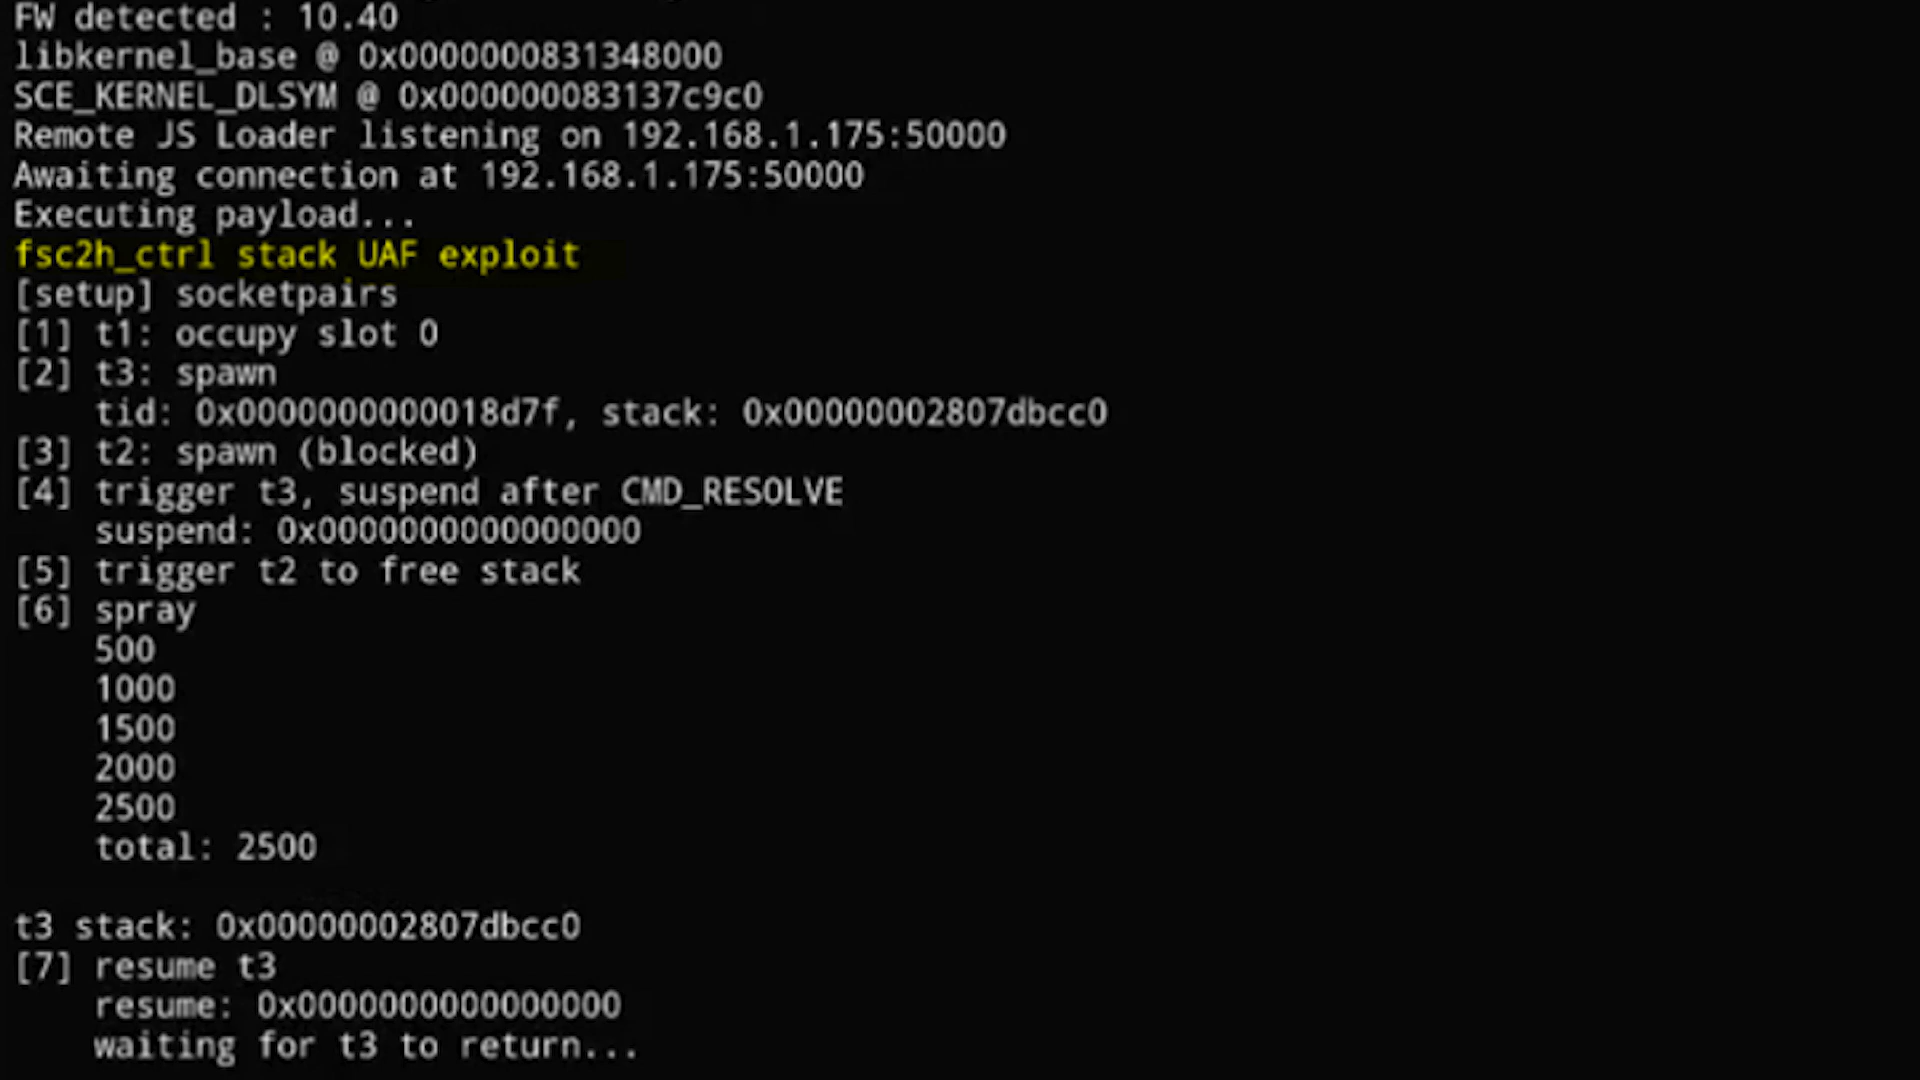 FW detected : 10.40
libkernel_base @ 0x0000000831348000
SCE_KERNEL_DLSYM @ 0x000000083137c9c0
Remote JS Loader listening on 192.168.1.175:50000
Awaiting connection at 192.168.1.175:50000
Executing payload...
fsc2h_ctrl stack UAF exploit
[setup] socketpairs
[1] t1: occupy slot 0
[2] t3: spawn
tid: 0x0000000000018d7f, stack: 0x00000002807dbcc0
[3] t2: spawn (blocked)
[4] trigger t3, suspend after CMD_RESOLVE
suspend: 0x0000000000000000
[5] trigger t2 to free stack
[6] spray
500
1000
1500
2000
2500
total: 2500
t3 stack: 0x00000002807dbcc0
[7] resume t3
resume: 0x0000000000000000
waiting for t3 to return...